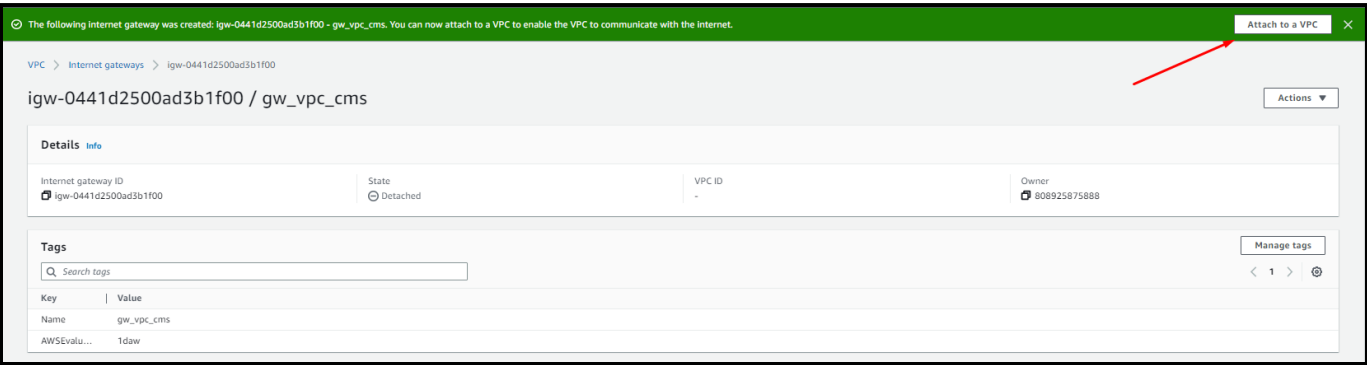 The following internet gateway was created: igw-0441d2500ad3b1f00 - gw_vpc_cms. You can now attach to a VPC to enable the VPC to communicate with the internet. Attach to a VPC
VPC > Internet gateways > igw-0441d2500ad3b1f00
igw-0441d2500ad3b1f00 / gw_vpc_cms
Actions
Details Info
Internet gateway ID State VPC ID Owner
igw-0441d2500ad3b1f00 Detached - 808925875888
Tags Manage tags
Search tags < 1 >
Key Value
Name gw_vpc_cms
AWSEvalu... 1daw